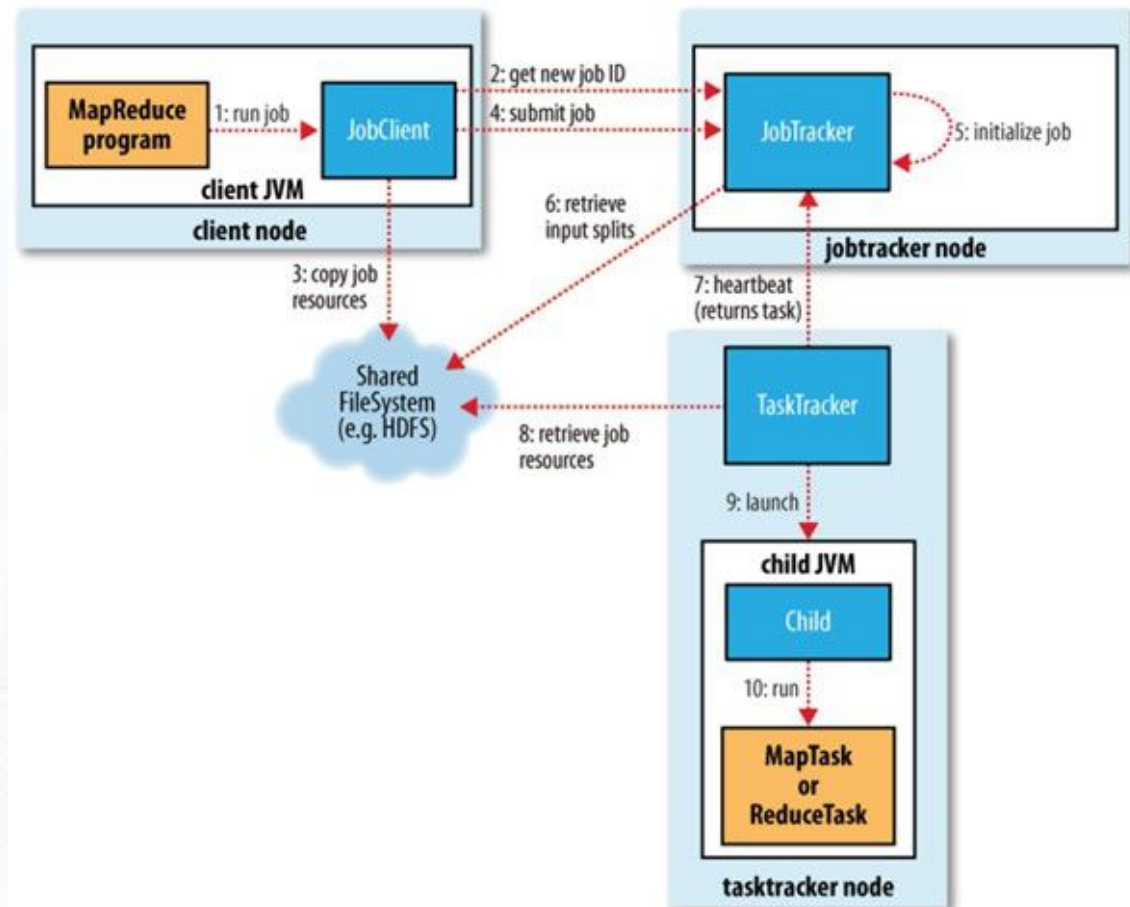 MapReduce
program
1: run job
JobClient
client JVM
client node
2: get new job ID
4: submit job
JobTracker
5: initialize job
jobtracker node
3: copy job
resources
6: retrieve
input splits
7: heartbeat
(returns task)
Shared
FileSystem
(e.g. HDFS)
8: retrieve job
resources
TaskTracker
9: launch
child JVM
Child
10: run
MapTask
or
ReduceTask
tasktracker node